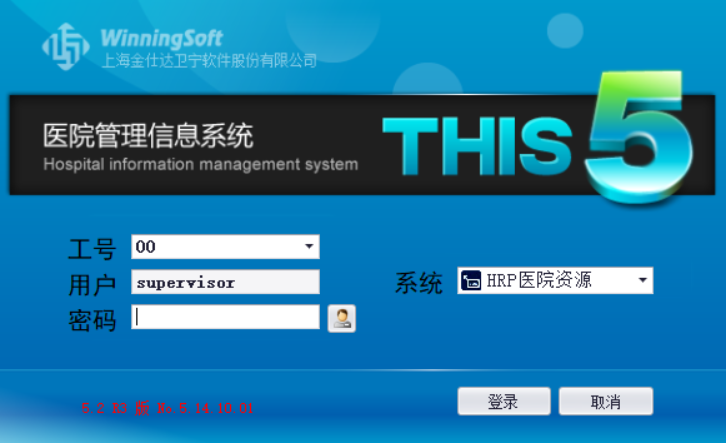 WinningSoft
上海金仕达卫宁软件股份有限公司
医院管理信息系统
Hospital information management system
THIS 5
工号 00
用户 supervisor
系统 HRP医院资源
密码
登录 取消